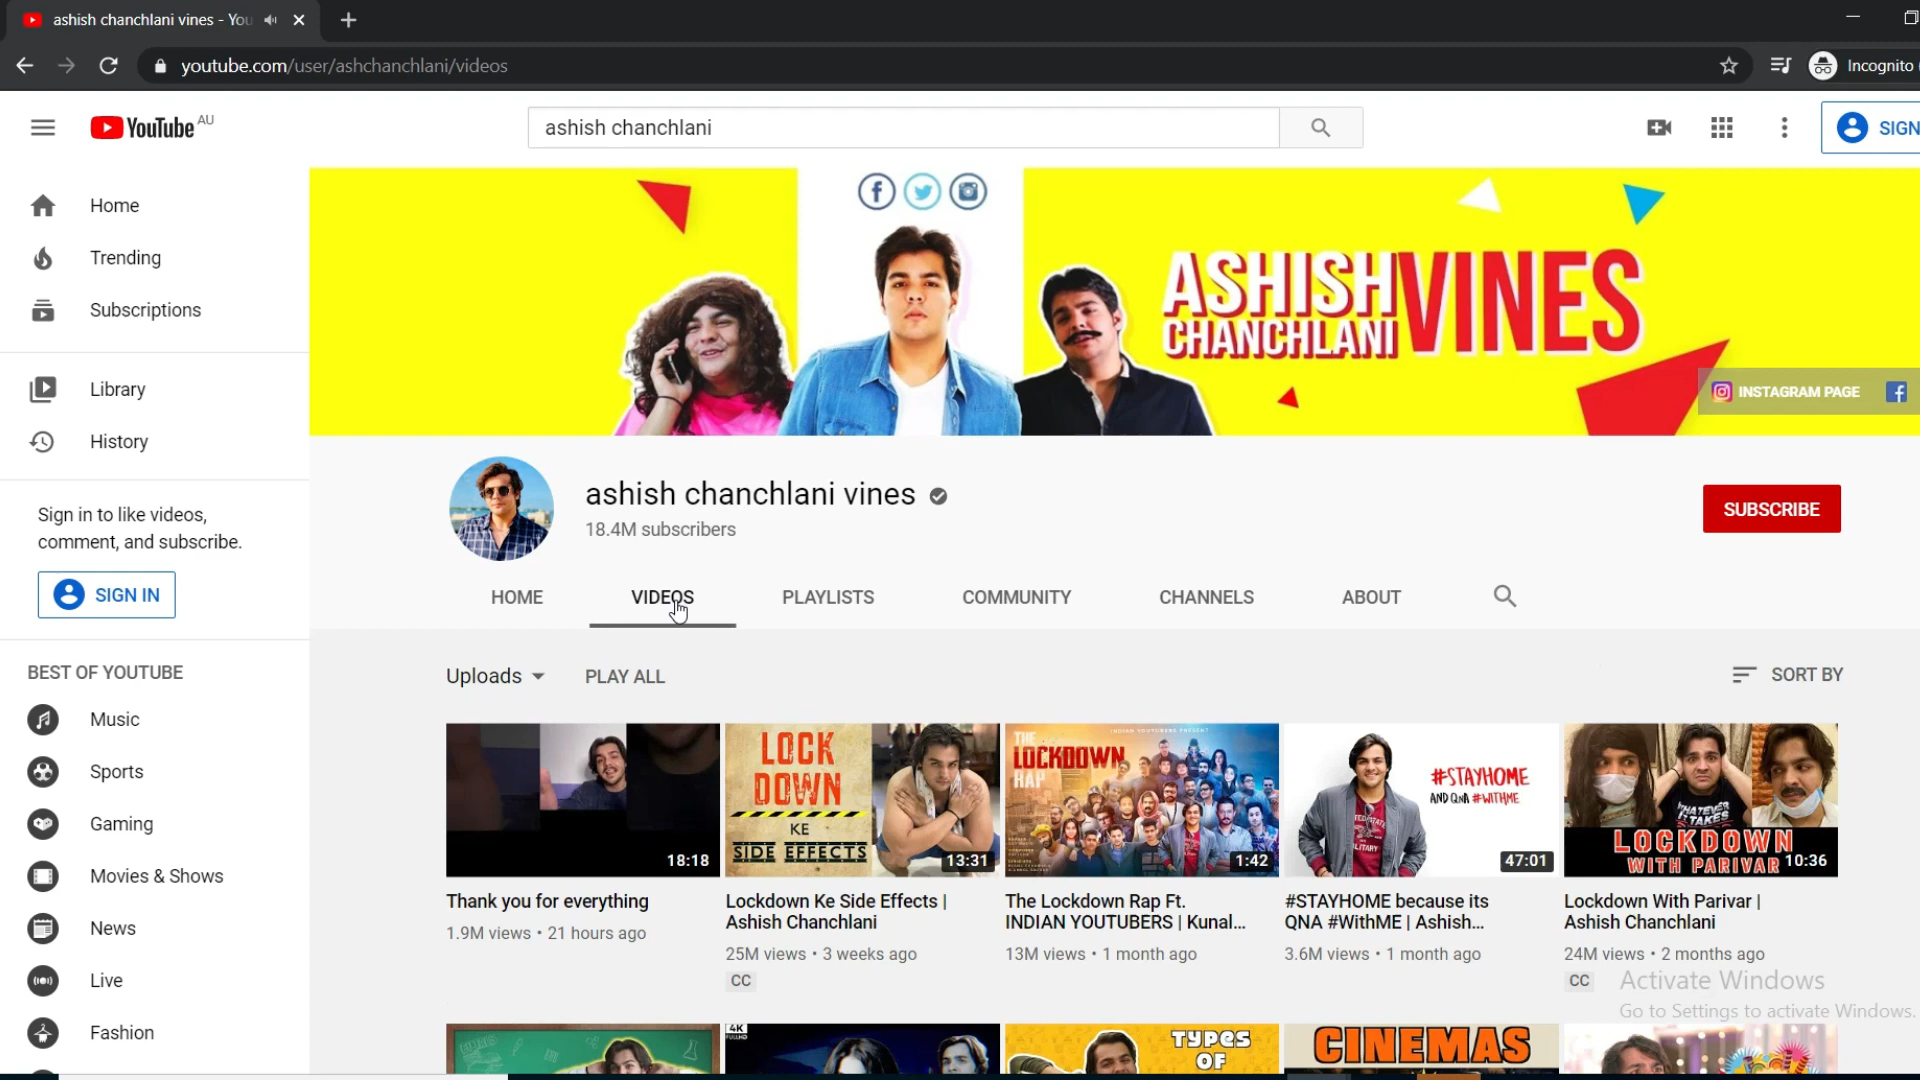 ashish chanchlani vines - You
youtube.com/user/ashchanchlani/videos
Incognito
YouTube AU
ashish chanchlani
SIGN
Home
Trending
Subscriptions
Library
History
Sign in to like videos,
comment, and subscribe.
SIGN IN
BEST OF YOUTUBE
Music
Sports
Gaming
Movies & Shows
News
Live
Fashion
ASHISH
CHANCHLANI
VINES
INSTAGRAM PAGE
ashish chanchlani vines
18.4M subscribers
SUBSCRIBE
HOME VIDEOS PLAYLISTS COMMUNITY CHANNELS ABOUT
Uploads PLAY ALL SORT BY
18:18
Thank you for everything
1.9M views • 21 hours ago
LOCK
DOWN
KE
SIDE EFFECTS
13:31
Lockdown Ke Side Effects |
Ashish Chanchlani
25M views • 3 weeks ago
CC
INDIAN YOUTUBERS PRESENT
THE
LOCKDOWN
RAP
1:42
The Lockdown Rap Ft.
INDIAN YOUTUBERS | Kunal...
13M views • 1 month ago
#STAYHOME
AND QNA #WITHME
47:01
#STAYHOME because its
QNA #WithME | Ashish...
3.6M views • 1 month ago
WHATEVER
IT TAKES
LOCKDOWN
WITH PARIVAR
10:36
Lockdown With Parivar |
Ashish Chanchlani
24M views • 2 months ago
CC
Activate Windows
Go to Settings to activate Windows.
4K
TYPES
OF
CINEMAS